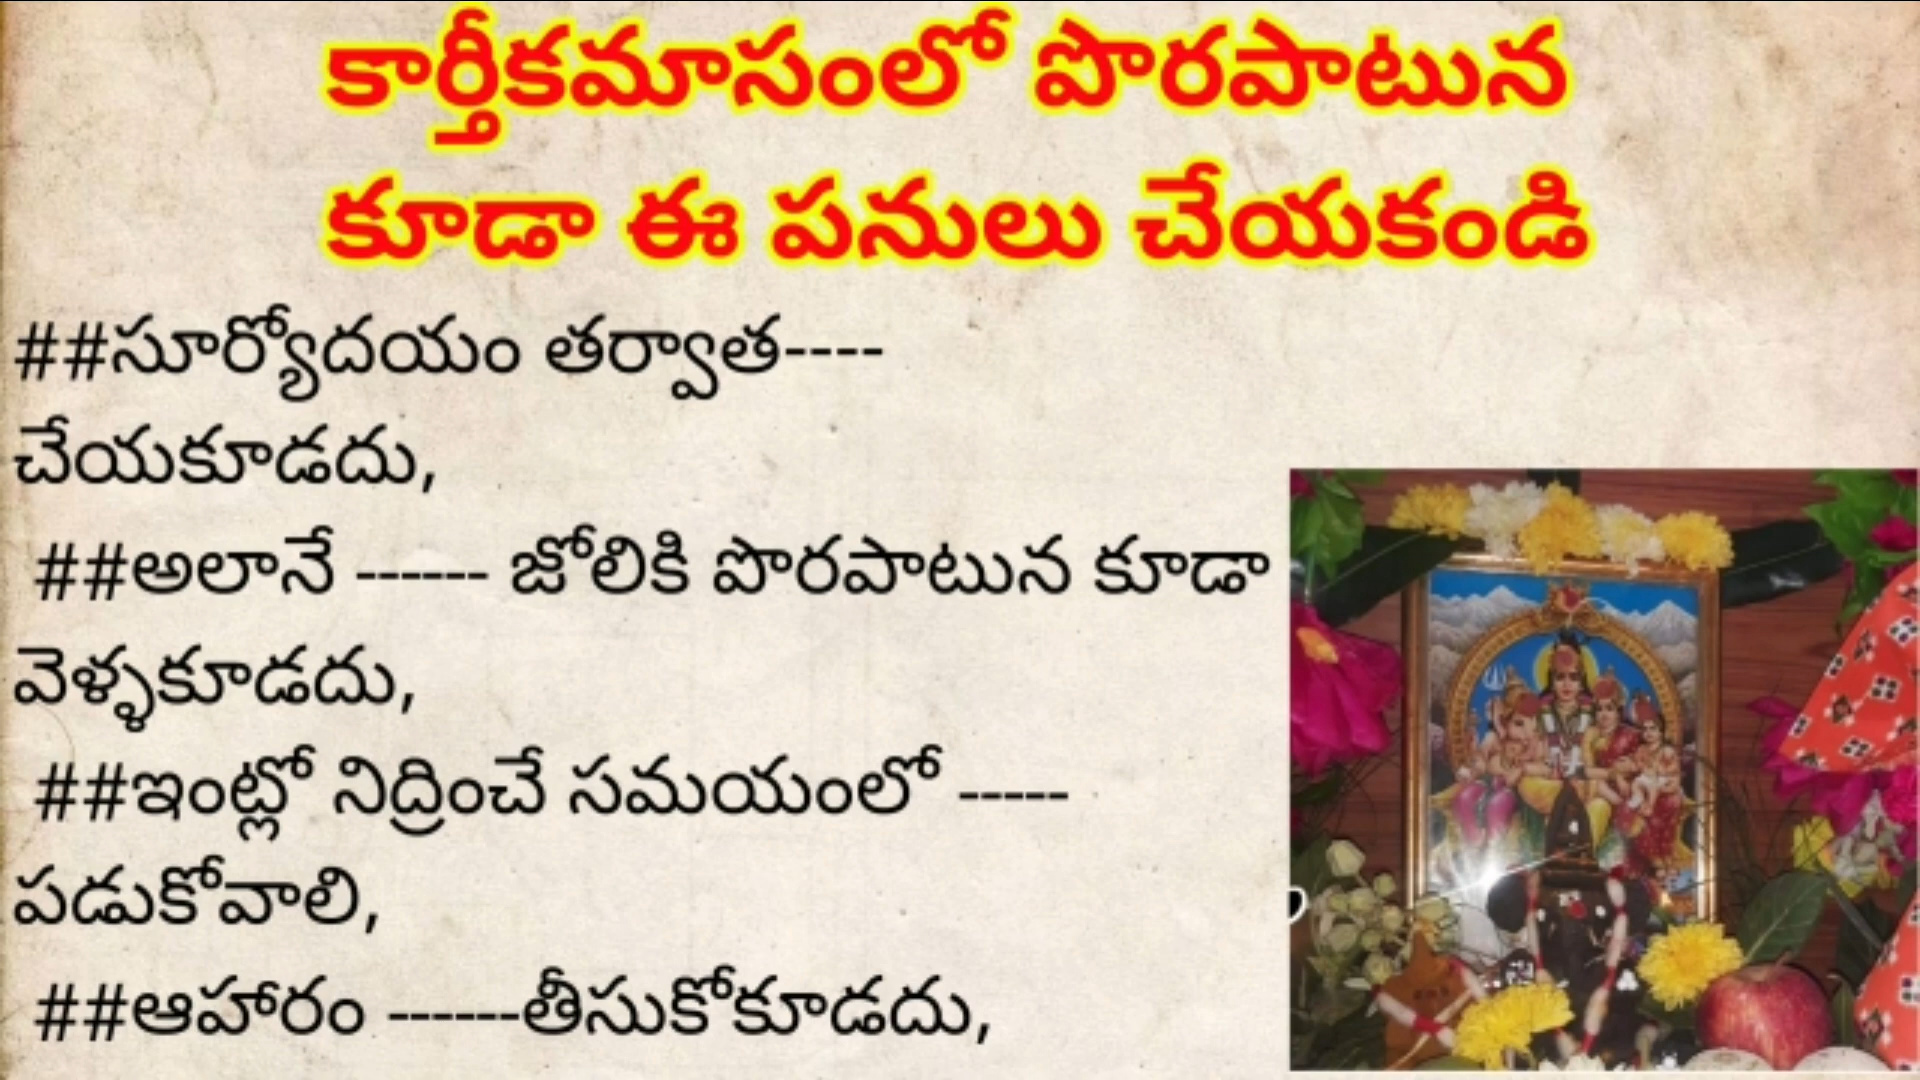 కార్తీకమాసంలో పొరపాటున
కూడా ఈ పనులు చేయకండి
##సూర్యోదయం తర్వాత----
చేయకూడదు,
##అలానే ------ జోలికి పొరపాటున కూడా
వెళ్ళకూడదు,
##ఇంట్లో నిద్రించే సమయంలో -----
పడుకోవాలి,
##ఆహారం ------తీసుకోకూడదు,